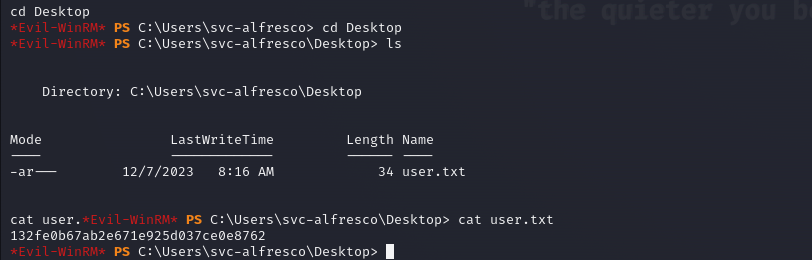 "the quieter you be
cd Desktop
*Evil-WinRM* PS C:\Users\svc-alfresco> cd Desktop
*Evil-WinRM* PS C:\Users\svc-alfresco\Desktop> ls
Directory: C:\Users\svc-alfresco\Desktop
Mode LastWriteTime Length Name
---- ------------- ------ ----
-ar--- 12/7/2023 8:16 AM 34 user.txt
cat user.*Evil-WinRM* PS C:\Users\svc-alfresco\Desktop> cat user.txt
132fe0b67ab2e671e925d037ce0e8762
*Evil-WinRM* PS C:\Users\svc-alfresco\Desktop>